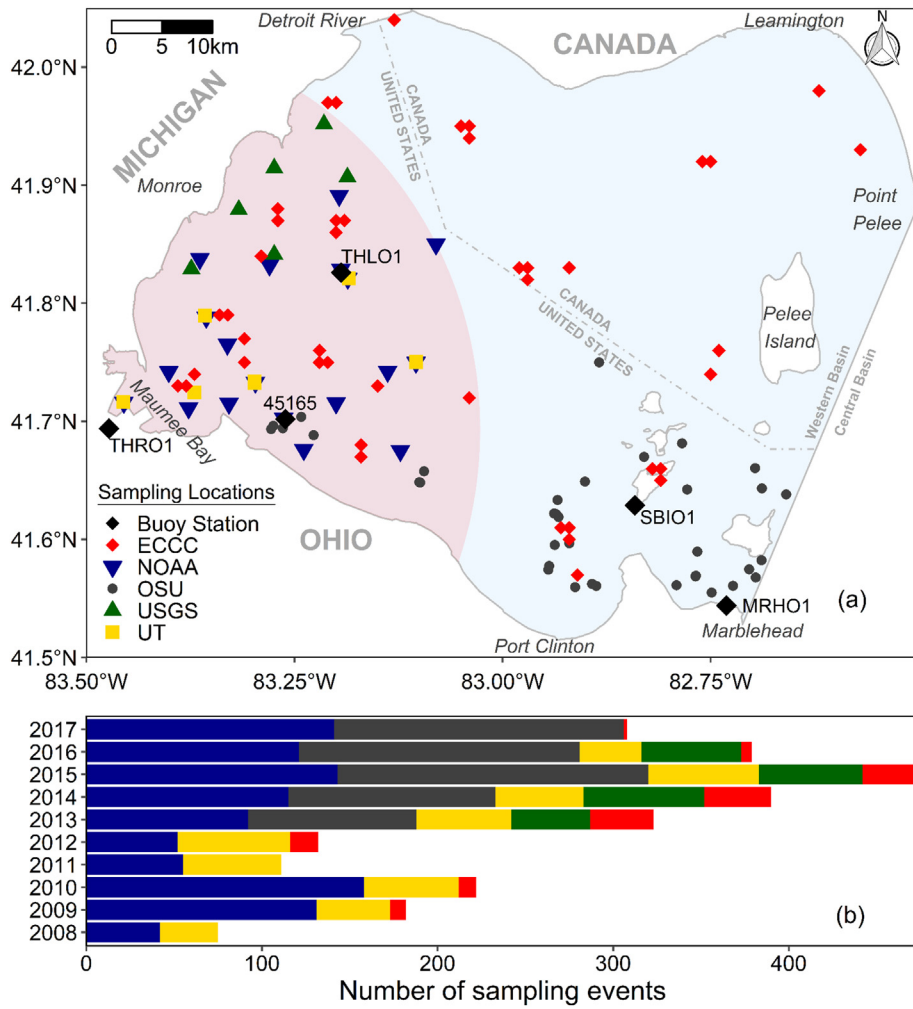 42.0°N
41.9°N
41.8°N
41.7°N
41.6°N
41.5°N
0 5 10km
Detroit River
CANADA
Leamington
N
MICHIGAN
CANADA
UNITED STATES
Monroe
Point
Pelee
THLO1
CANADA
UNITED STATES
Pelee
Island
Western Basin
Central Basin
45165
Maumee Bay
THRO1
Sampling Locations
Buoy Station
ECCC
NOAA
OSU
USGS
UT
OHIO
SBIO1
MRHO1
(a)
Marblehead
Port Clinton
83.50°W 83.25°W 83.00°W 82.75°W
2017
2016
2015
2014
2013
2012
2011
2010
2009
2008
(b)
0 100 200 300 400
Number of sampling events